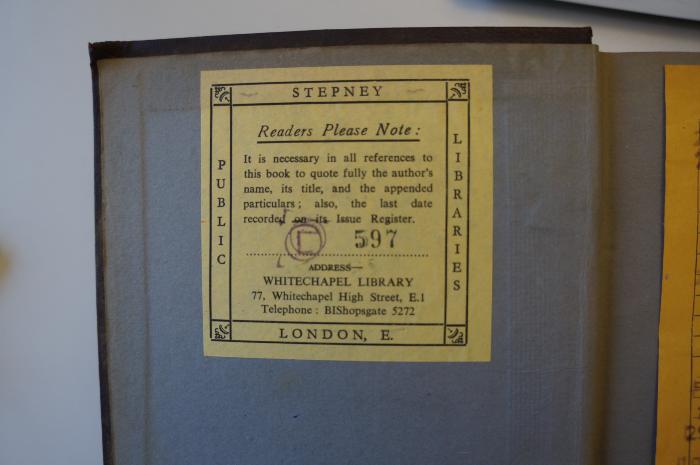 STEPNEY
PUBLIC
LIBRARIES
Readers Please Note :
It is necessary in all references to
this book to quote fully the author's
name, its title, and the appended
particulars ; also, the last date
recorded on its Issue Register.
597
ADDRESS—
WHITECHAPEL LIBRARY
77, Whitechapel High Street, E.1
Telephone : BIShopsgate 5272
LONDON, E.